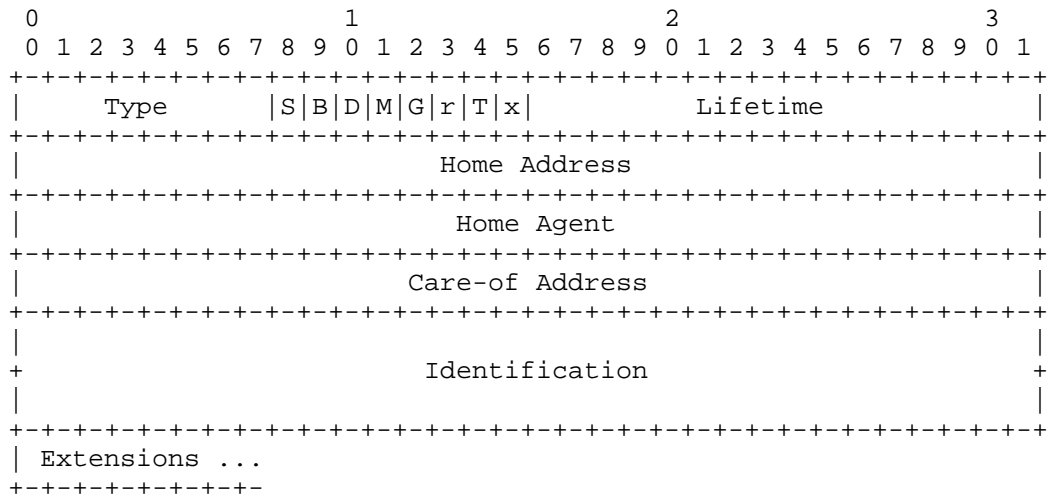 0                   1                   2                   3
 0 1 2 3 4 5 6 7 8 9 0 1 2 3 4 5 6 7 8 9 0 1 2 3 4 5 6 7 8 9 0 1
+-+-+-+-+-+-+-+-+-+-+-+-+-+-+-+-+-+-+-+-+-+-+-+-+-+-+-+-+-+-+-+-+
|     Type      |S|B|D|M|G|r|T|x|          Lifetime             |
+-+-+-+-+-+-+-+-+-+-+-+-+-+-+-+-+-+-+-+-+-+-+-+-+-+-+-+-+-+-+-+-+
|                          Home Address                         |
+-+-+-+-+-+-+-+-+-+-+-+-+-+-+-+-+-+-+-+-+-+-+-+-+-+-+-+-+-+-+-+-+
|                           Home Agent                          |
+-+-+-+-+-+-+-+-+-+-+-+-+-+-+-+-+-+-+-+-+-+-+-+-+-+-+-+-+-+-+-+-+
|                        Care-of Address                        |
+-+-+-+-+-+-+-+-+-+-+-+-+-+-+-+-+-+-+-+-+-+-+-+-+-+-+-+-+-+-+-+-+
|                                                               |
+                         Identification                        +
|                                                               |
+-+-+-+-+-+-+-+-+-+-+-+-+-+-+-+-+-+-+-+-+-+-+-+-+-+-+-+-+-+-+-+-+
| Extensions ...
+-+-+-+-+-+-+-+-